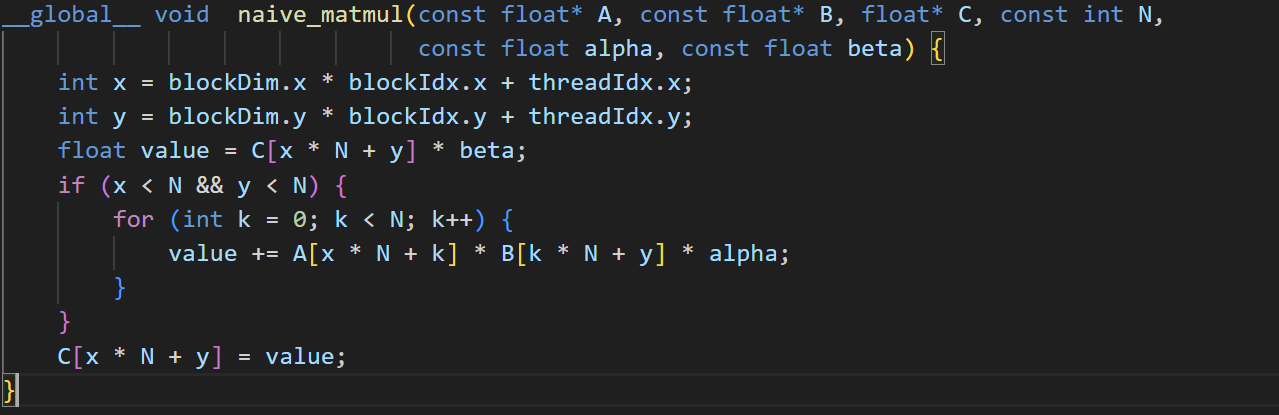 __global__ void  naive_matmul(const float* A, const float* B, float* C, const int N,
                              const float alpha, const float beta) {
    int x = blockDim.x * blockIdx.x + threadIdx.x;
    int y = blockDim.y * blockIdx.y + threadIdx.y;
    float value = C[x * N + y] * beta;
    if (x < N && y < N) {
        for (int k = 0; k < N; k++) {
            value += A[x * N + k] * B[k * N + y] * alpha;
        }
    }
    C[x * N + y] = value;
}